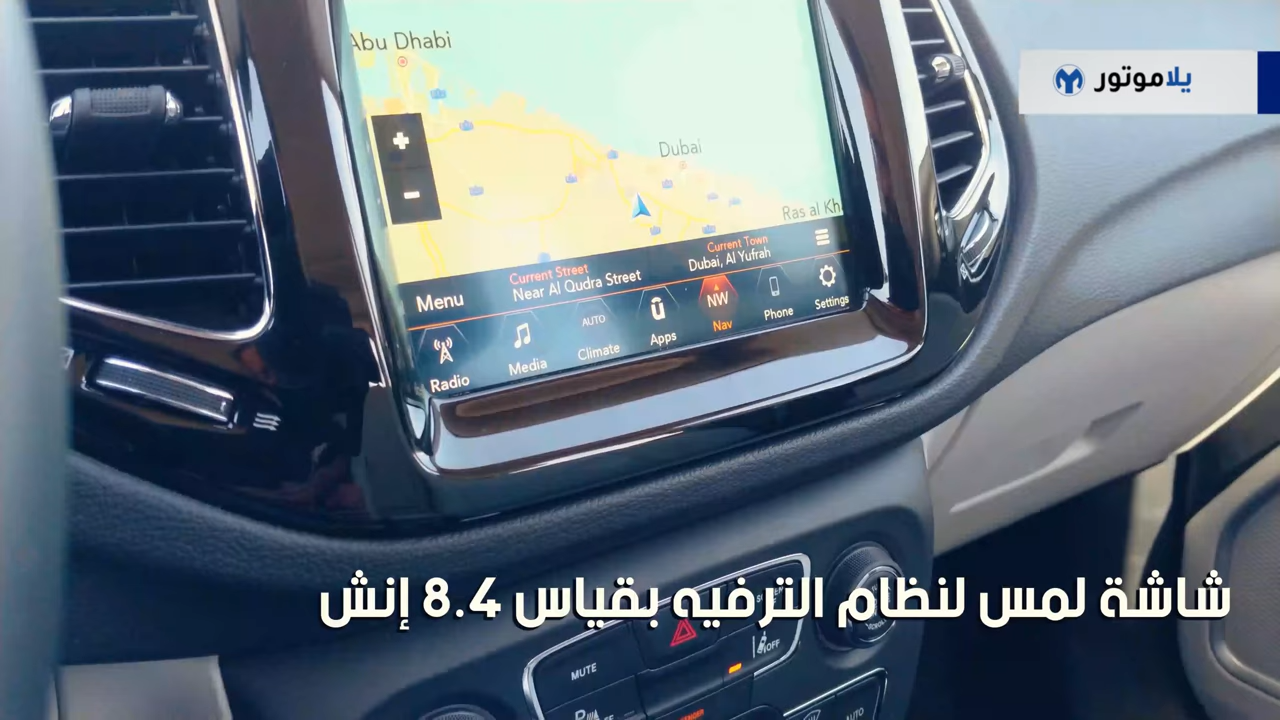 يلاموتور
Abu Dhabi
Dubai
Ras al Kh
Current Street
Near Al Qudra Street
Current Town
Dubai, Al Yufrah
Menu
Radio
Media
AUTO
Climate
Apps
NW
Nav
Phone
Settings
شاشة لمس لنظام الترفيه بقياس 8.4 إنش
MUTE
OFF
AUTO